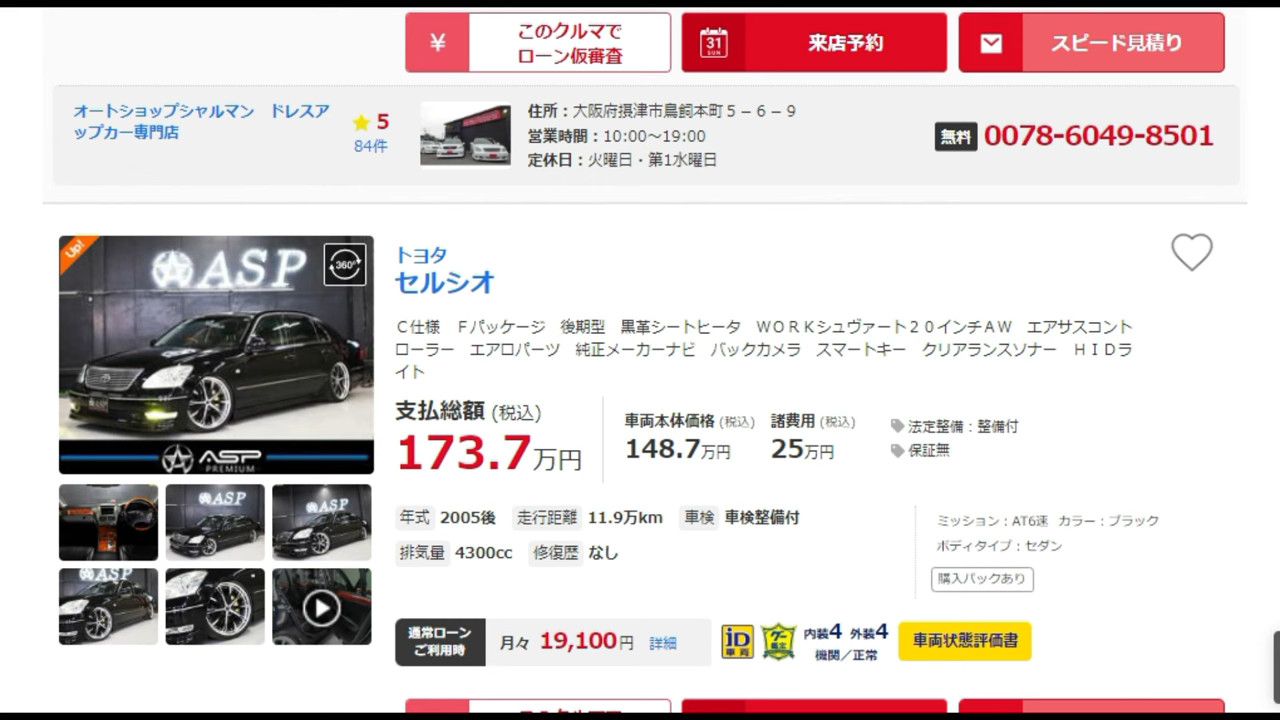 ¥
このクルマで
ローン仮審査
31
SUN
来店予約
スピード見積り
オートショップシャルマン　ドレスア
ップカー専門店
5
84件
住所：大阪府摂津市鳥飼本町５－６－９
営業時間：10:00～19:00
定休日：火曜日・第1水曜日
無料 0078-6049-8501
Up!
ASP
360°
ASP
PREMIUM
トヨタ
セルシオ
Ｃ仕様　Ｆパッケージ　後期型　黒革シートヒータ　ＷＯＲＫシュヴァート２０インチＡＷ　エアサスコント
ローラー　エアロパーツ　純正メーカーナビ　バックカメラ　スマートキー　クリアランスソナー　ＨＩＤラ
イト
支払総額 (税込)
173.7万円
車両本体価格 (税込)
148.7万円
諸費用 (税込)
25万円
法定整備：整備付
保証無
年式 2005後 走行距離 11.9万km 車検 車検整備付
排気量 4300cc 修復歴 なし
ミッション：AT6速 カラー：ブラック
ボディタイプ：セダン
購入パックあり
ASP
ASP
ASP
通常ローン
ご利用時
月々 19,100円 詳細
iD
車両
グー
鑑定
内装4 外装4
機関／正常
車両状態評価書